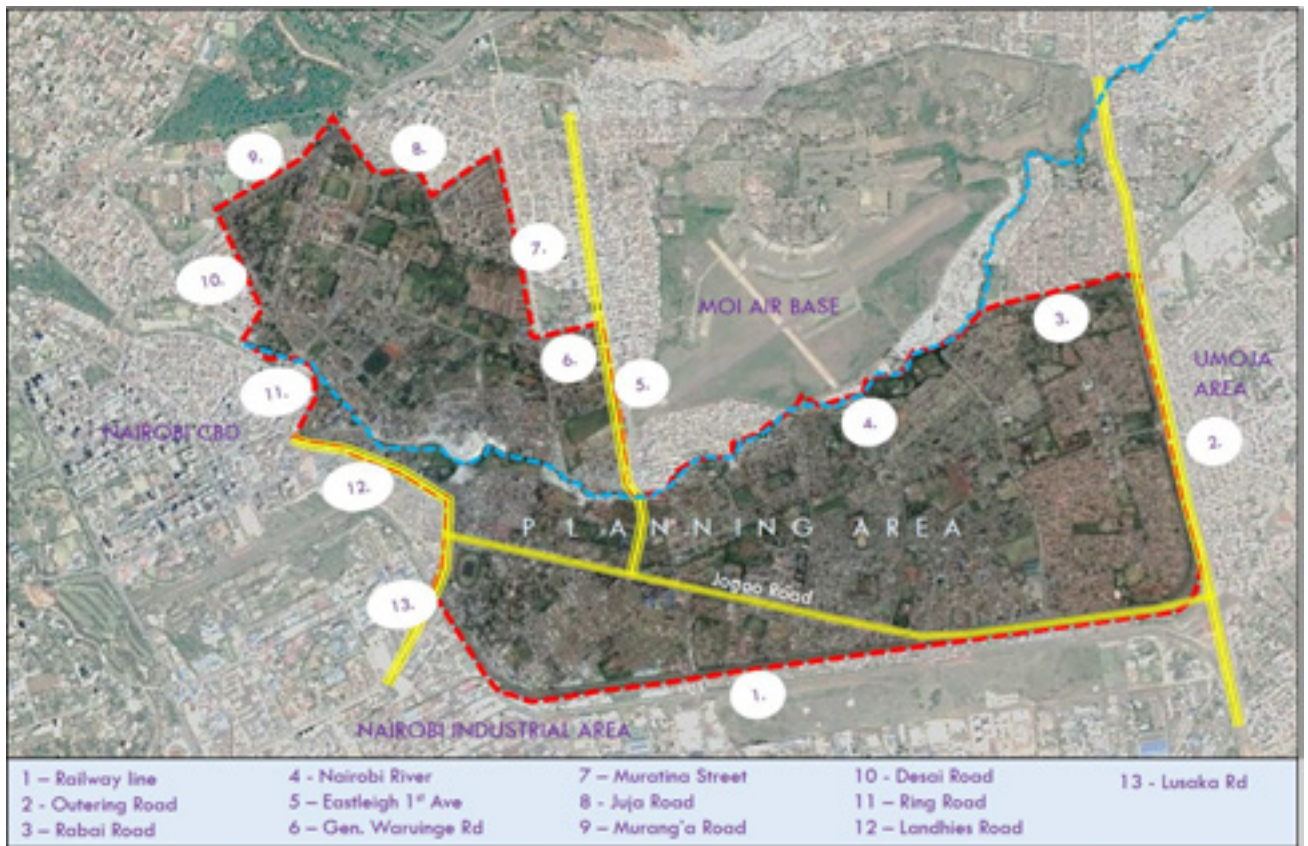 9.
8.
7.
10.
MOI AIR BASE
3.
6.
UMOJA
AREA
5.
11.
4.
NAIROBI CBD
2.
12.
PLANNING AREA
Jogoo Road
13.
1.
NAIROBI INDUSTRIAL AREA
1 – Railway line
2 - Outering Road
3 – Rabai Road
4 - Nairobi River
5 – Eastleigh 1st Ave
6 – Gen. Waruinge Rd
7 – Muratina Street
8 - Juja Road
9 - Murang'a Road
10 - Desai Road
11 – Ring Road
12 – Landhies Road
13 - Lusaka Rd